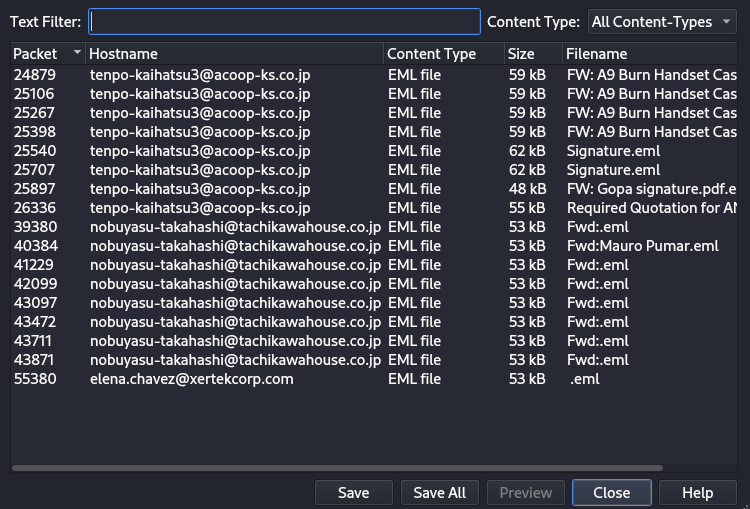 Text Filter: Content Type: All Content-Types
Packet Hostname Content Type Size Filename
24879 tenpo-kaihatsu3@acoop-ks.co.jp EML file 59 kB FW: A9 Burn Handset Cas
25106 tenpo-kaihatsu3@acoop-ks.co.jp EML file 59 kB FW: A9 Burn Handset Cas
25267 tenpo-kaihatsu3@acoop-ks.co.jp EML file 59 kB FW: A9 Burn Handset Cas
25398 tenpo-kaihatsu3@acoop-ks.co.jp EML file 59 kB FW: A9 Burn Handset Cas
25540 tenpo-kaihatsu3@acoop-ks.co.jp EML file 62 kB Signature.eml
25707 tenpo-kaihatsu3@acoop-ks.co.jp EML file 62 kB Signature.eml
25897 tenpo-kaihatsu3@acoop-ks.co.jp EML file 48 kB FW: Gopa signature.pdf.e
26336 tenpo-kaihatsu3@acoop-ks.co.jp EML file 55 kB Required Quotation for AN
39380 nobuyasu-takahashi@tachikawahouse.co.jp EML file 53 kB Fwd:.eml
40384 nobuyasu-takahashi@tachikawahouse.co.jp EML file 53 kB Fwd:Mauro Pumar.eml
41229 nobuyasu-takahashi@tachikawahouse.co.jp EML file 53 kB Fwd:.eml
42099 nobuyasu-takahashi@tachikawahouse.co.jp EML file 53 kB Fwd:.eml
43097 nobuyasu-takahashi@tachikawahouse.co.jp EML file 53 kB Fwd:.eml
43472 nobuyasu-takahashi@tachikawahouse.co.jp EML file 53 kB Fwd:.eml
43711 nobuyasu-takahashi@tachikawahouse.co.jp EML file 53 kB Fwd:.eml
43871 nobuyasu-takahashi@tachikawahouse.co.jp EML file 53 kB Fwd:.eml
55380 elena.chavez@xertekcorp.com EML file 53 kB .eml
Save Save All Preview Close Help